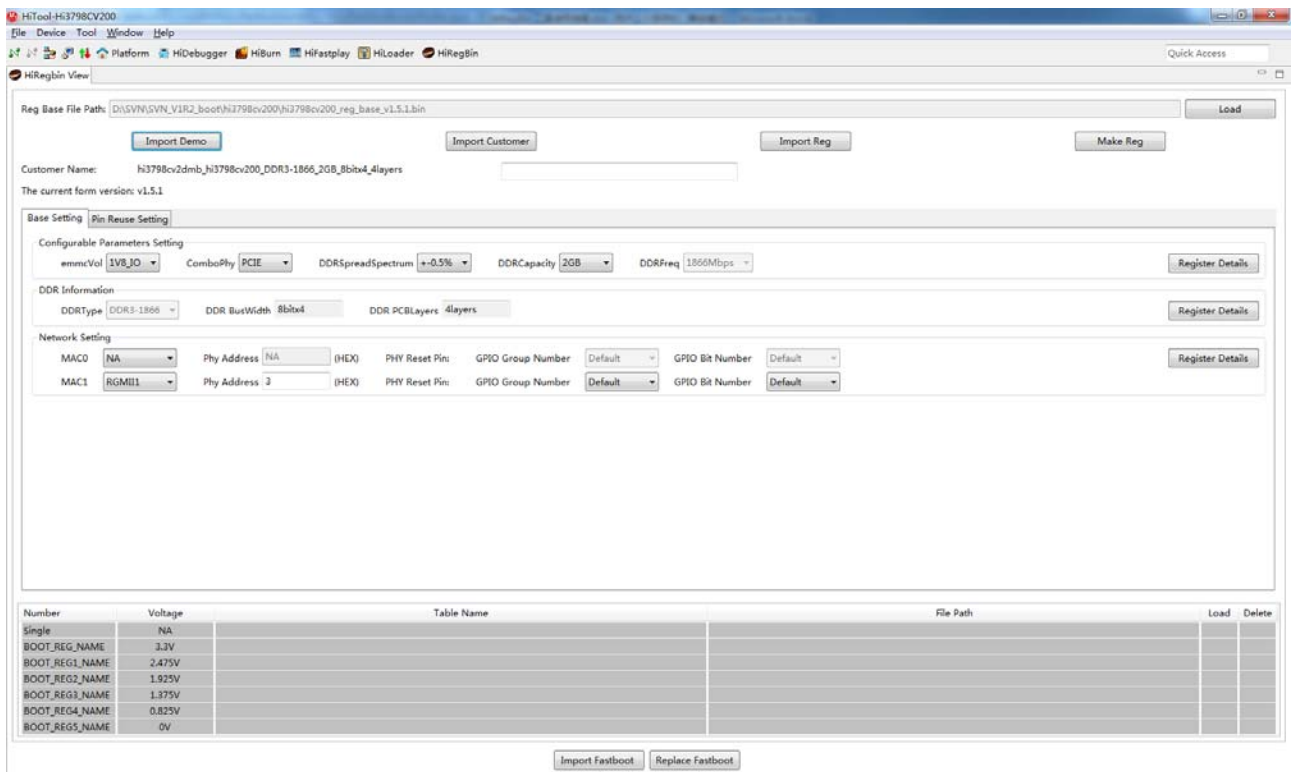 HiTool-Hi3798CV200
File Device Tool Window Help
Platform HiDebugger HiBurn HiFastplay HiLoader HiRegBin Quick Access
HiRegbin View
Reg Base File Path: D:\SVN\SVN_V1R2_boot\hi3798cv200\hi3798cv200_reg_base_v1.5.1.bin Load
Import Demo Import Customer Import Reg Make Reg
Customer Name: hi3798cv2dmb_hi3798cv200_DDR3-1866_2GB_8bitx4_4layers
The current form version: v1.5.1
Base Setting Pin Reuse Setting
Configurable Parameters Setting
emmcVol 1V8_IO ComboPhy PCIE DDRSpreadSpectrum +-0.5% DDRCapacity 2GB DDRFreq 1866Mbps Register Details
DDR Information
DDRType DDR3-1866 DDR BusWidth 8bitx4 DDR PCBLayers 4layers Register Details
Network Setting
MAC0 NA Phy Address NA (HEX) PHY Reset Pin: GPIO Group Number Default GPIO Bit Number Default Register Details
MAC1 RGMII1 Phy Address 3 (HEX) PHY Reset Pin: GPIO Group Number Default GPIO Bit Number Default
Number Voltage Table Name File Path Load Delete
Single NA
BOOT_REG_NAME 3.3V
BOOT_REG1_NAME 2.475V
BOOT_REG2_NAME 1.925V
BOOT_REG3_NAME 1.375V
BOOT_REG4_NAME 0.825V
BOOT_REG5_NAME 0V
Import Fastboot Replace Fastboot